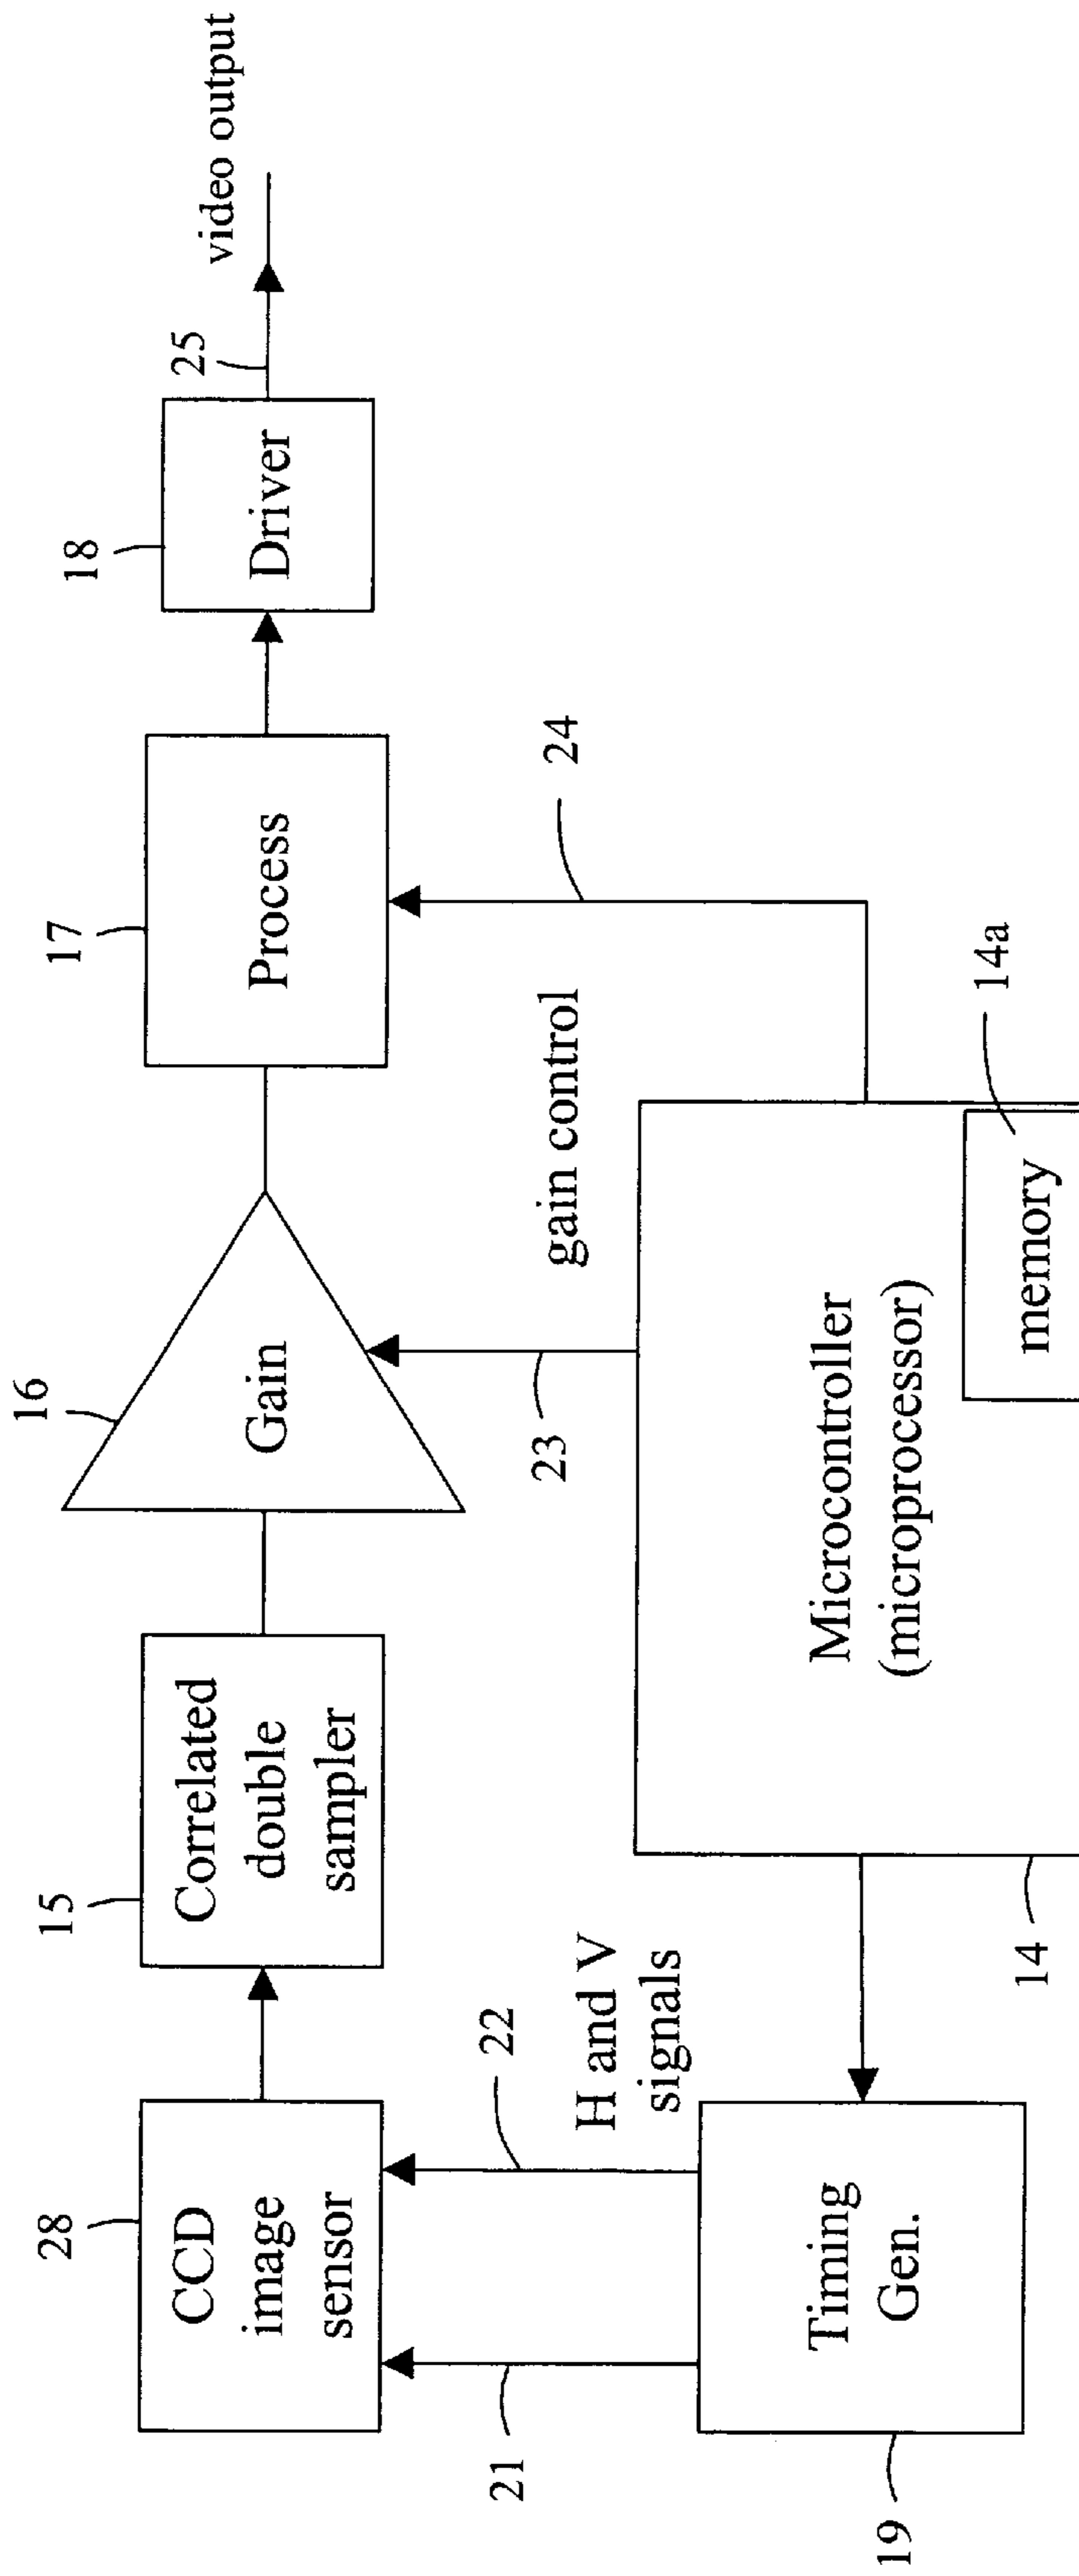 28
CCD
image
sensor
15
Correlated
double
sampler
16
Gain
17
Process
18
Driver
25
video output
21
22
H and V
signals
23
gain control
24
19
Timing
Gen.
14
Microcontroller
(microprocessor)
memory
14a